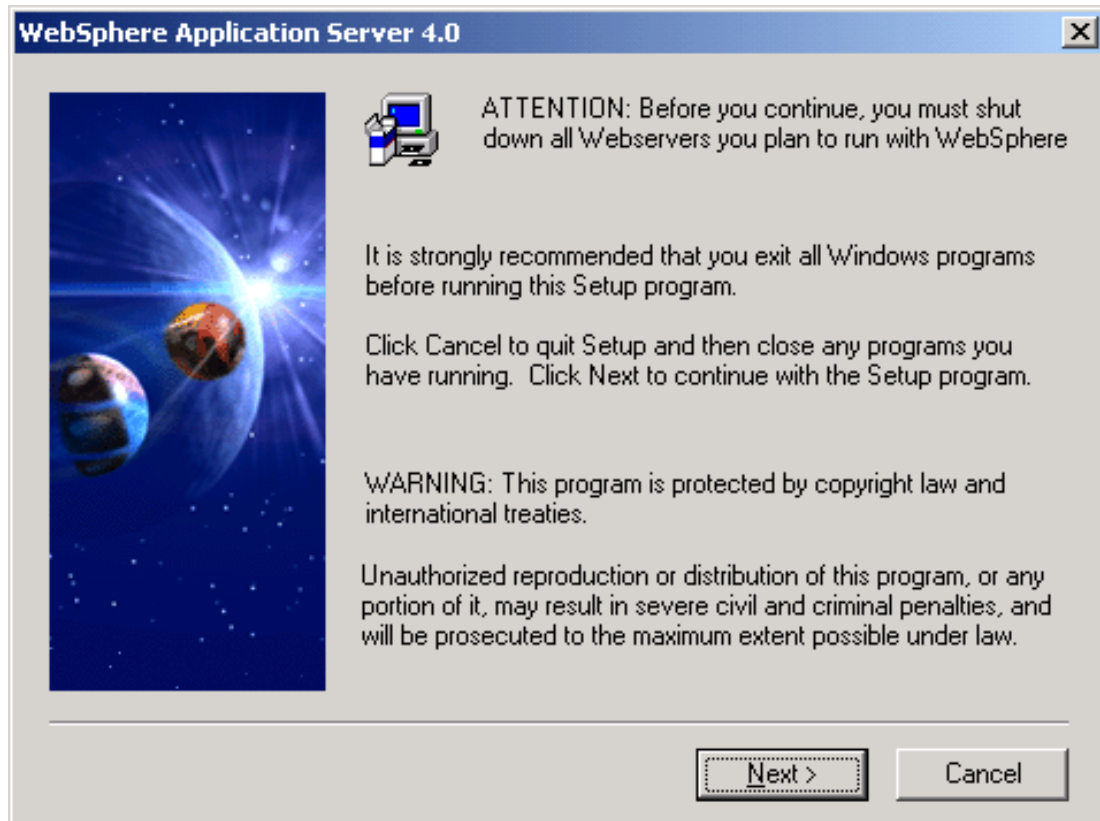 WebSphere Application Server 4.0
ATTENTION: Before you continue, you must shut
down all Webservers you plan to run with WebSphere
It is strongly recommended that you exit all Windows programs
before running this Setup program.
Click Cancel to quit Setup and then close any programs you
have running.  Click Next to continue with the Setup program.
WARNING: This program is protected by copyright law and
international treaties.
Unauthorized reproduction or distribution of this program, or any
portion of it, may result in severe civil and criminal penalties, and
will be prosecuted to the maximum extent possible under law.
Next >
Cancel